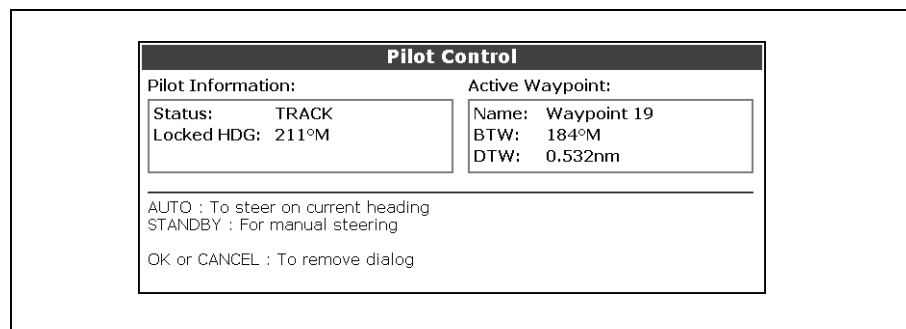 Pilot Control
Pilot Information:
Status: TRACK
Locked HDG: 211°M
Active Waypoint:
Name: Waypoint 19
BTW: 184°M
DTW: 0.532nm
AUTO : To steer on current heading
STANDBY : For manual steering
OK or CANCEL : To remove dialog